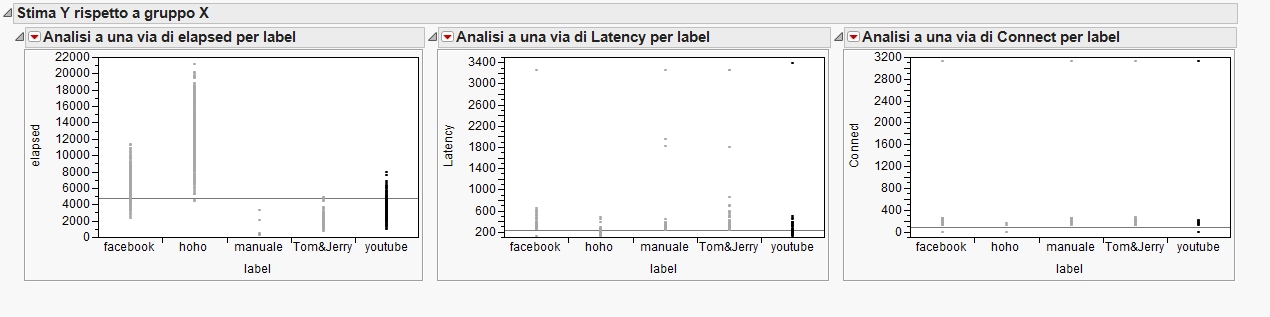 Stima Y rispetto a gruppo X
Analisi a una via di elapsed per label
22000
20000
18000
16000
14000
12000
10000
8000
6000
4000
2000
0
elapsed
facebook hoho manuale Tom&Jerry youtube
label
Analisi a una via di Latency per label
3400
3000
2600
2200
1800
1400
1000
600
200
Latency
facebook hoho manuale Tom&Jerry youtube
label
Analisi a una via di Connect per label
3200
2800
2400
2000
1600
1200
800
400
0
Connect
facebook hoho manuale Tom&Jerry youtube
label